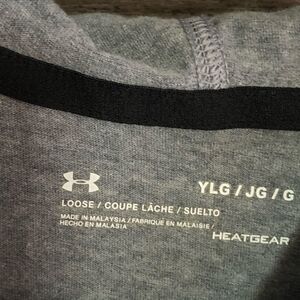 YLG / JG / G
LOOSE / COUPE LÂCHE / SUELTO
MADE IN MALAYSIA / FABRIQUÉ EN MALAISIE /
HECHO EN MALASIA
HEATGEAR